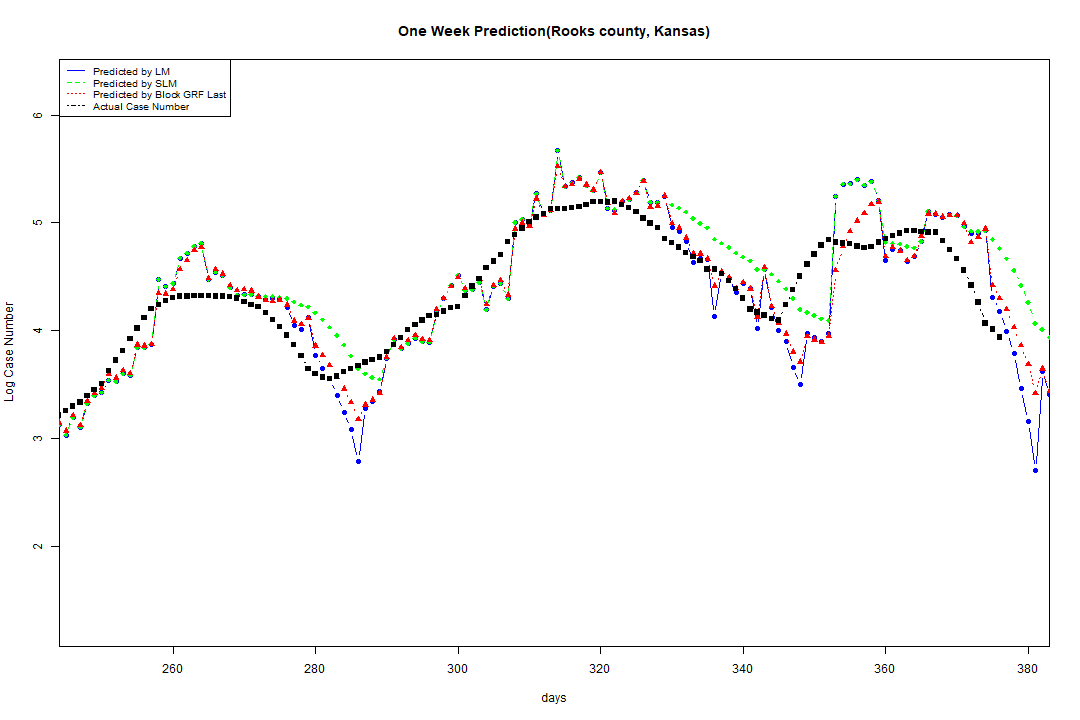 One Week Prediction(Rooks county, Kansas)
Predicted by LM
Predicted by SLM
Predicted by Block GRF Last
Actual Case Number
6
5
4
3
2
Log Case Number
260 280 300 320 340 360 380
days